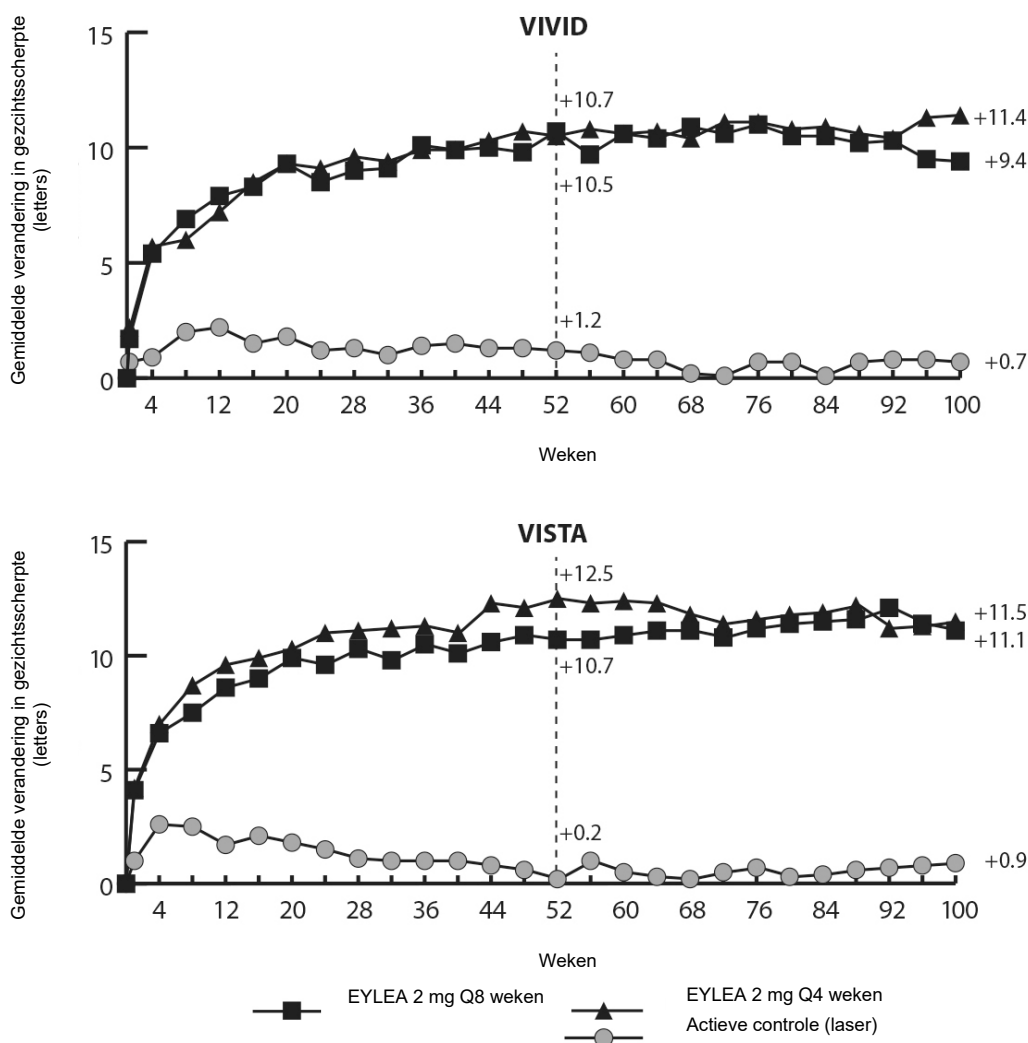 VIVID
Gemiddelde verandering in gezcihtsscherpte
(letters)
15
10
5
0
+10.7
+10.5
+1.2
+11.4
+9.4
+0.7
4 12 20 28 36 44 52 60 68 76 84 92 100
Weken
VISTA
Gemiddelde verandering in gezichtsscherpte
(letters)
15
10
5
0
+12.5
+10.7
+0.2
+11.5
+11.1
+0.9
4 12 20 28 36 44 52 60 68 76 84 92 100
Weken
EYLEA 2 mg Q8 weken
EYLEA 2 mg Q4 weken
Actieve controle (laser)